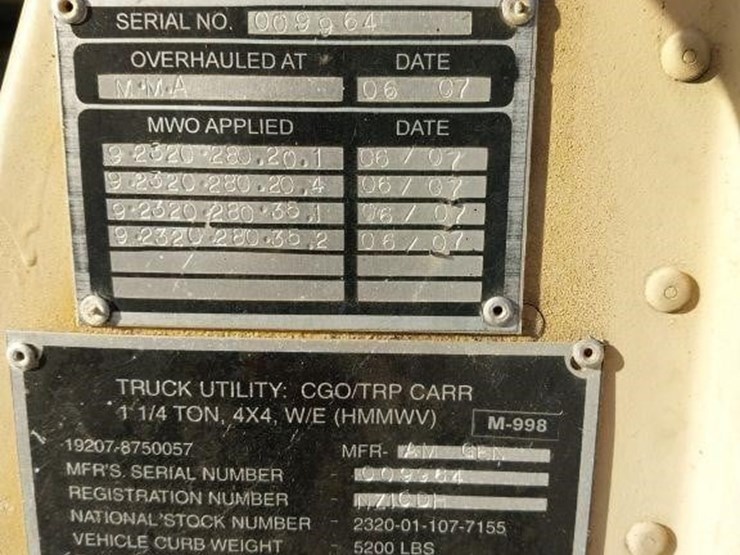 SERIAL NO. 009964
OVERHAULED AT DATE
M.M.A 06 07
MWO APPLIED DATE
9.2320.280.20.1 06/07
9.2320.280.20.4 06/07
9.2320.280.35.1 06/07
9.2320.280.35.2 06/07
TRUCK UTILITY: CGO/TRP CARR
1 1/4 TON, 4X4, W/E (HMMWV) M-998
19207-8750057 MFR- AM GEN
MFR'S. SERIAL NUMBER - 009964
REGISTRATION NUMBER -
NATIONAL STOCK NUMBER - 2320-01-107-7155
VEHICLE CURB WEIGHT - 5200 LBS